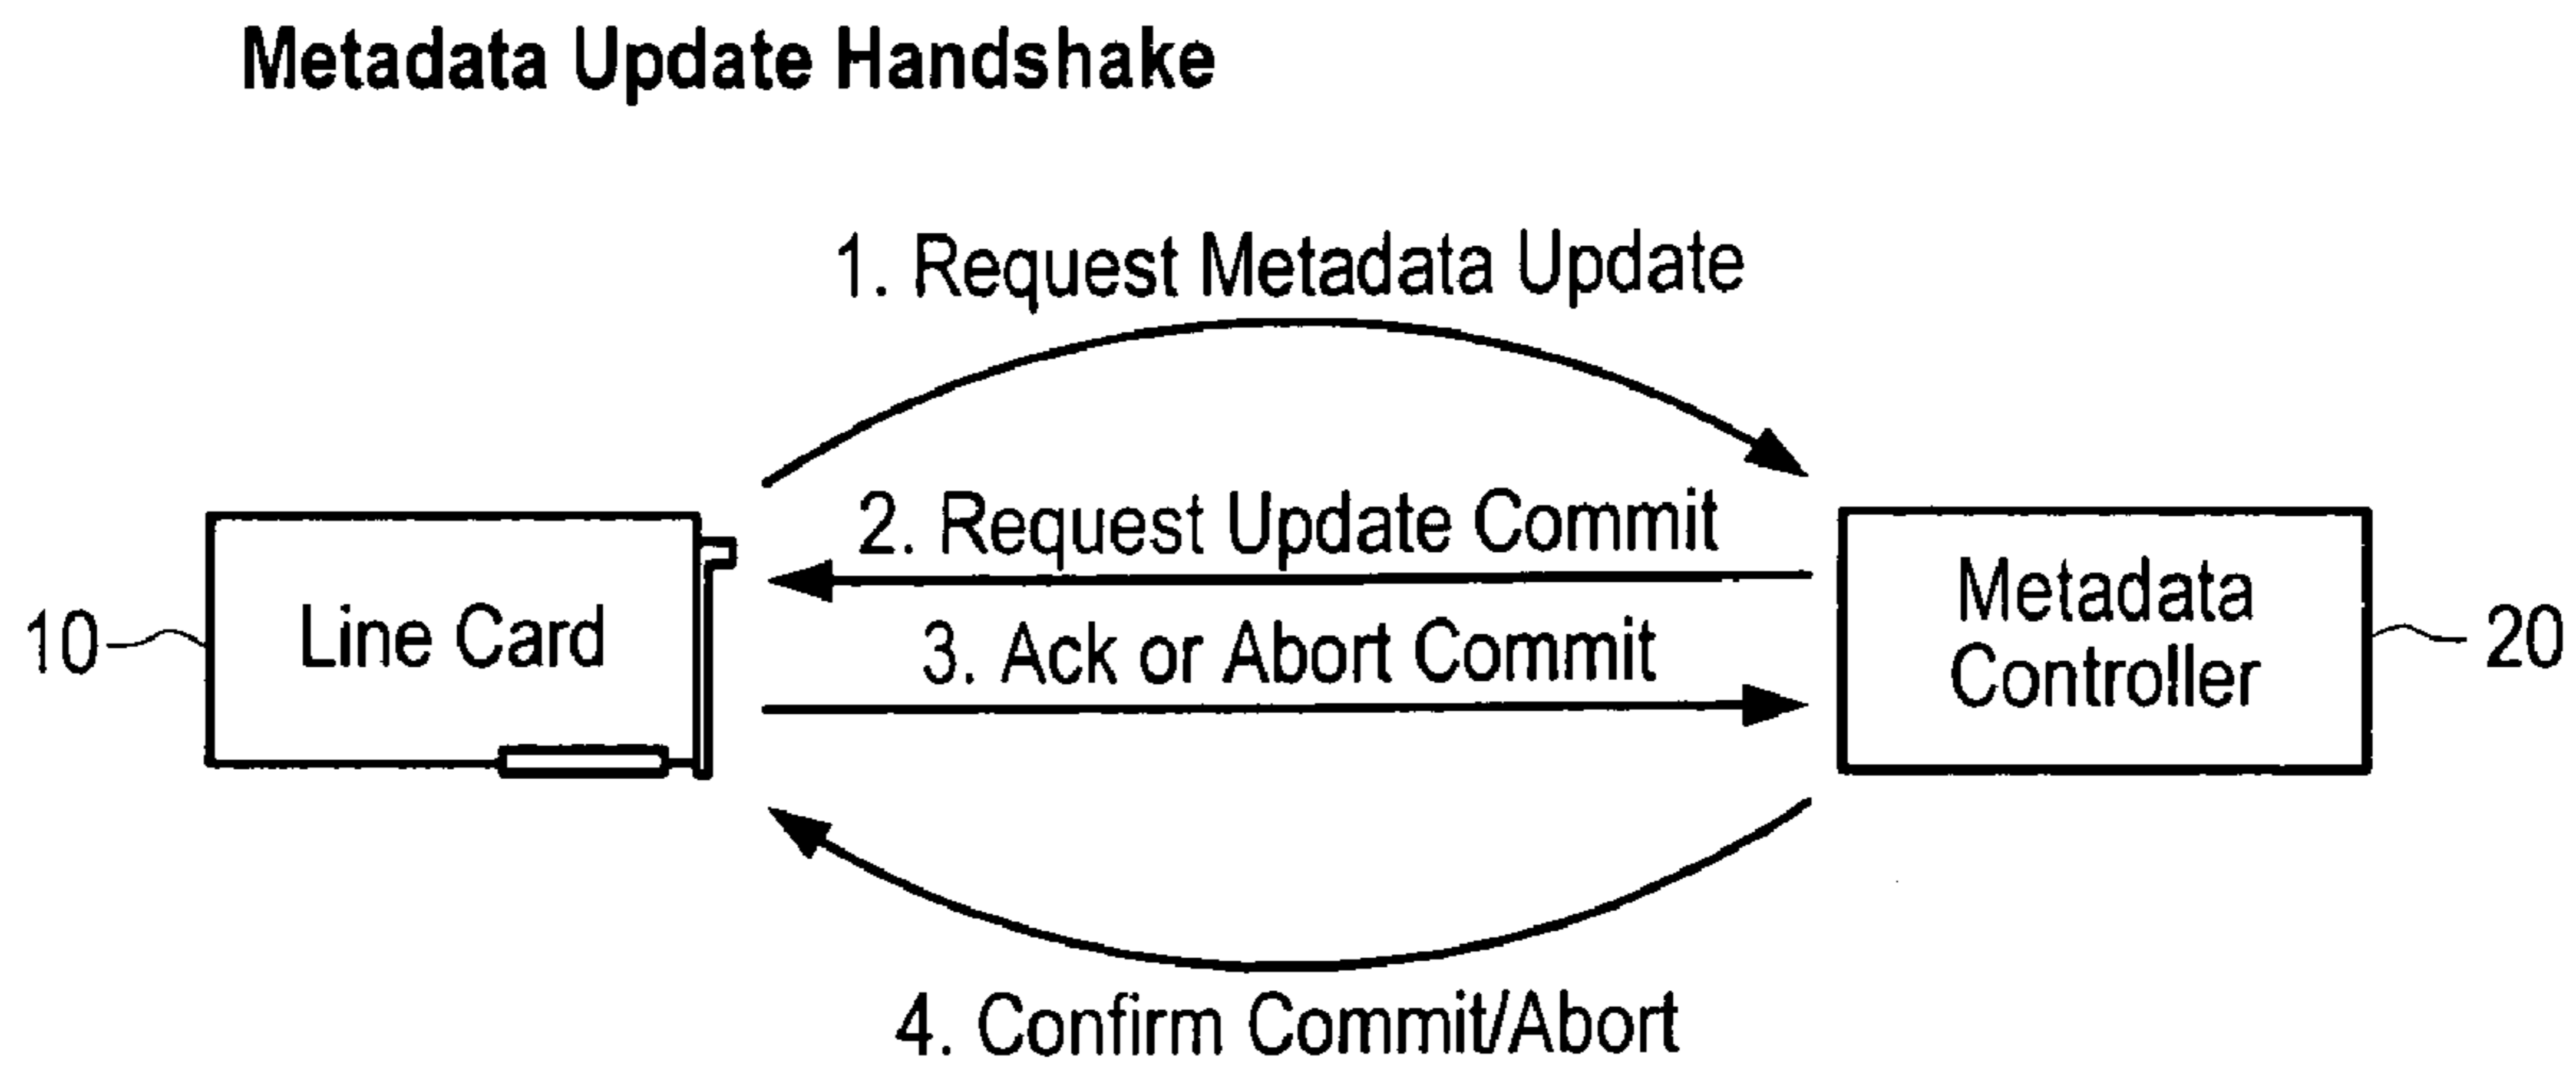 Metadata Update Handshake
1. Request Metadata Update
2. Request Update Commit
3. Ack or Abort Commit
4. Confirm Commit/Abort
10
Line Card
Metadata
Controller
20